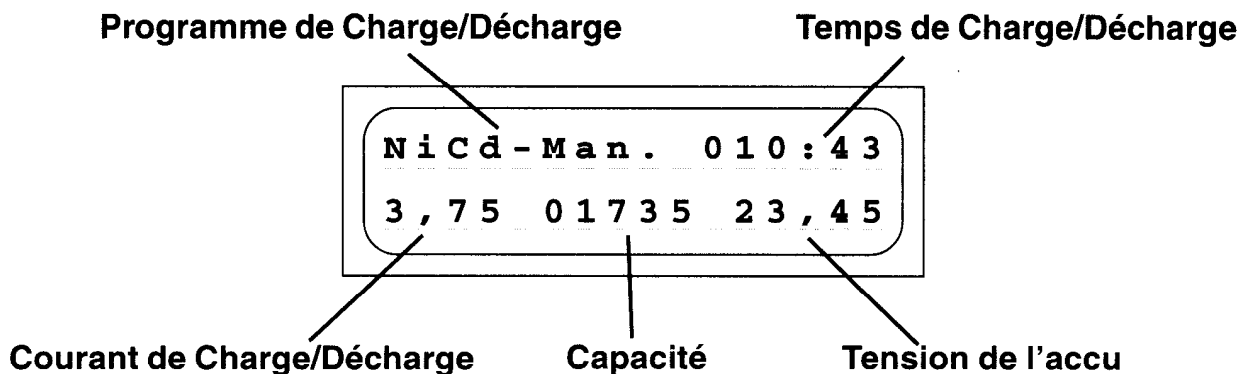 Programme de Charge/Décharge Temps de Charge/Décharge
NiCd-Man. 010:43
3,75 01735 23,45
Courant de Charge/Décharge Capacité Tension de l'accu